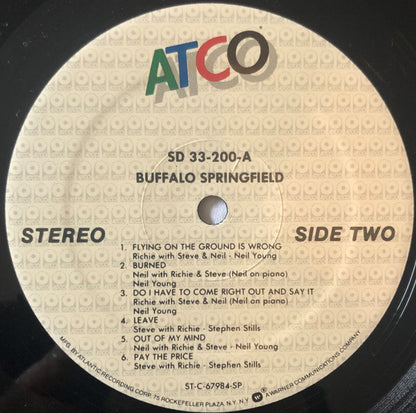 ATCO
SD 33-200-A
BUFFALO SPRINGFIELD
STEREO
SIDE TWO
1. FLYING ON THE GROUND IS WRONG
Richie with Steve & Neil - Neil Young
2. BURNED
Neil with Richie & Steve (Neil on piano)
Neil Young
3. DO I HAVE TO COME RIGHT OUT AND SAY IT
Richie with Steve & Neil (Neil on piano)
Neil Young
4. LEAVE
Steve with Richie - Stephen Stills
5. OUT OF MY MIND
Neil with Richie & Steve - Neil Young
6. PAY THE PRICE
Steve with Richie - Stephen Stills
ST-C-67984-SP
MFG. BY ATLANTIC RECORDING CORP. 75 ROCKEFELLER PLAZA, N.Y. N.Y. A WARNER COMMUNICATIONS COMPANY